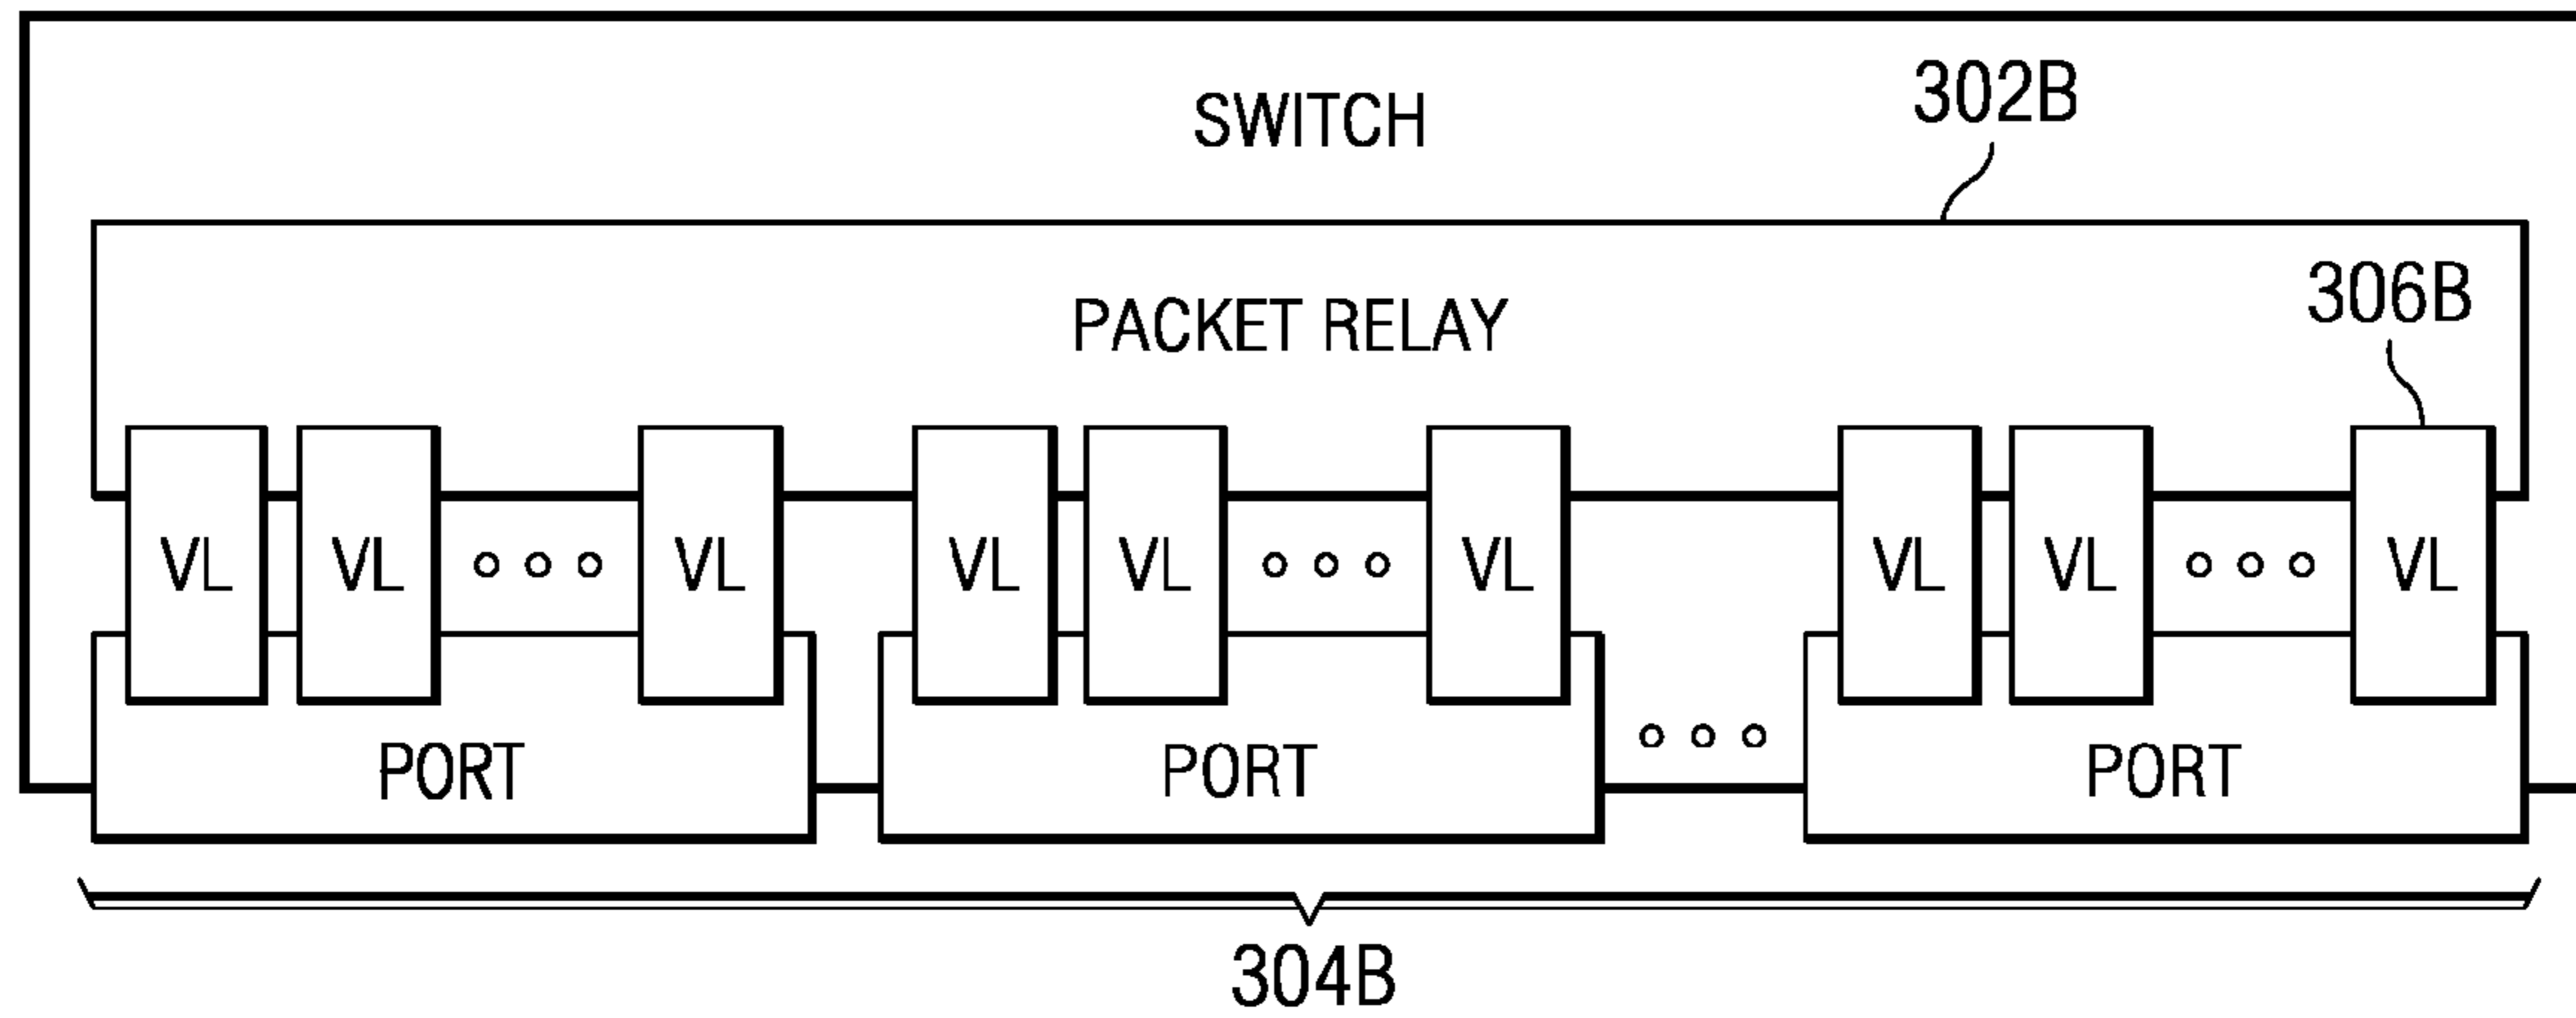 SWITCH
302B
PACKET RELAY
306B
VL VL VL VL VL VL VL VL VL
PORT PORT PORT
304B